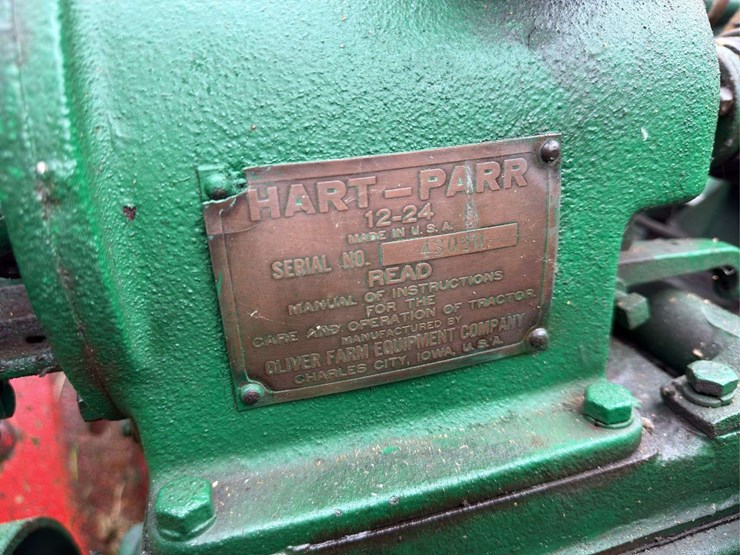 HART-PARR
12-24
MADE IN U.S.A.
SERIAL NO.
READ
MANUAL OF INSTRUCTIONS
FOR THE
CARE AND OPERATION OF TRACTOR
MANUFACTURED BY
OLIVER FARM EQUIPMENT COMPANY
CHARLES CITY, IOWA, U.S.A.